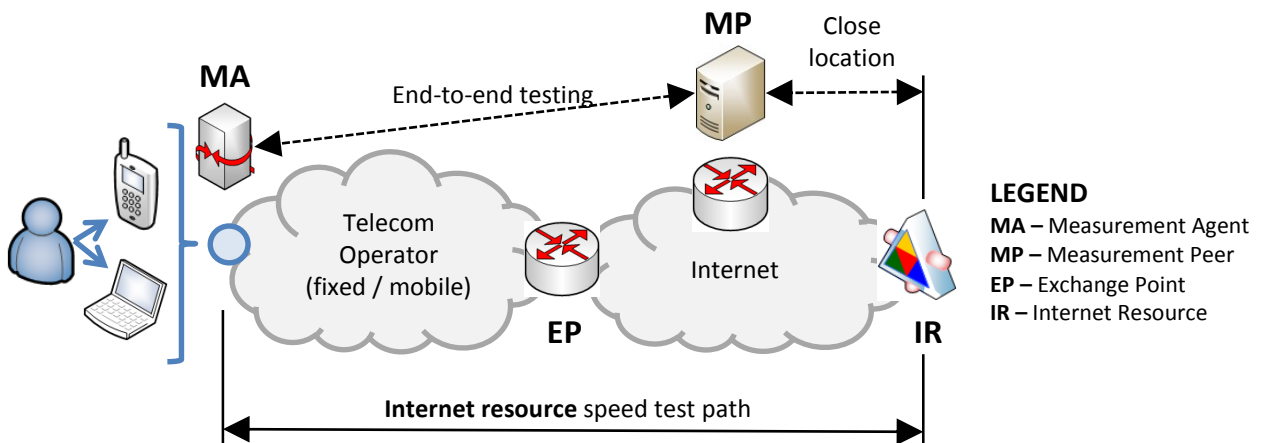 MP
Close
location
MA
End-to-end testing
Telecom
Operator
(fixed / mobile)
Internet
EP
IR
Internet resource speed test path
LEGEND
MA – Measurement Agent
MP – Measurement Peer
EP – Exchange Point
IR – Internet Resource